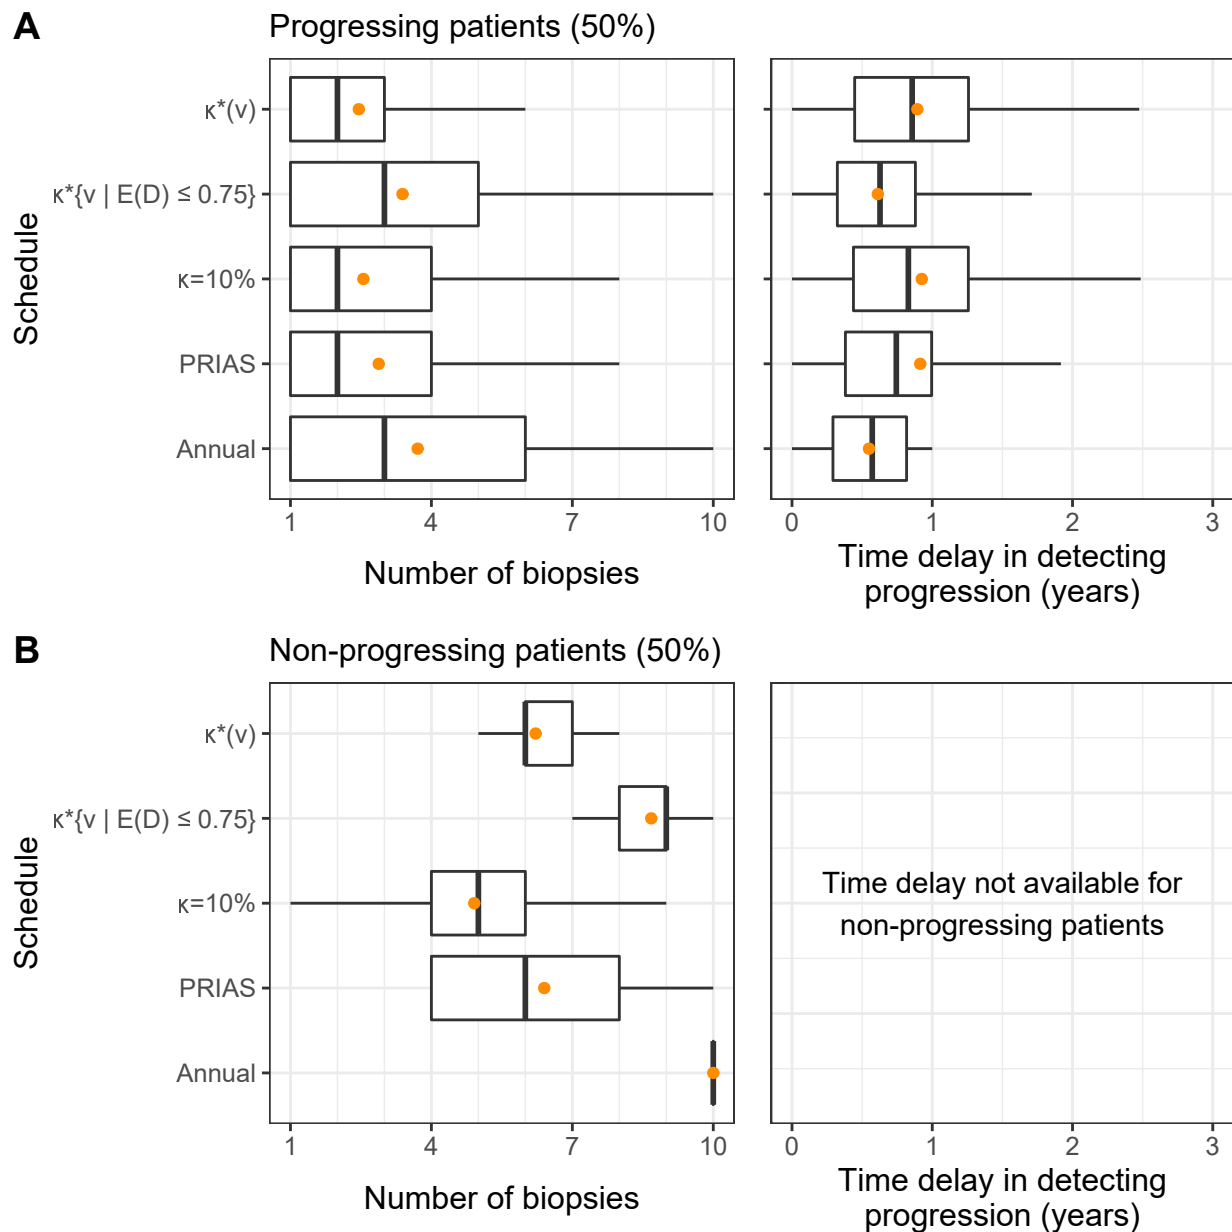 A
Progressing patients (50%)
Schedule
κ*(v)
κ*{v | E(D) ≤ 0.75}
κ=10%
PRIAS
Annual
1 4 7 10
0 1 2 3
Number of biopsies
Time delay in detecting
progression (years)
B
Non-progressing patients (50%)
Schedule
κ*(v)
κ*{v | E(D) ≤ 0.75}
κ=10%
PRIAS
Annual
Time delay not available for
non-progressing patients
1 4 7 10
0 1 2 3
Number of biopsies
Time delay in detecting
progression (years)